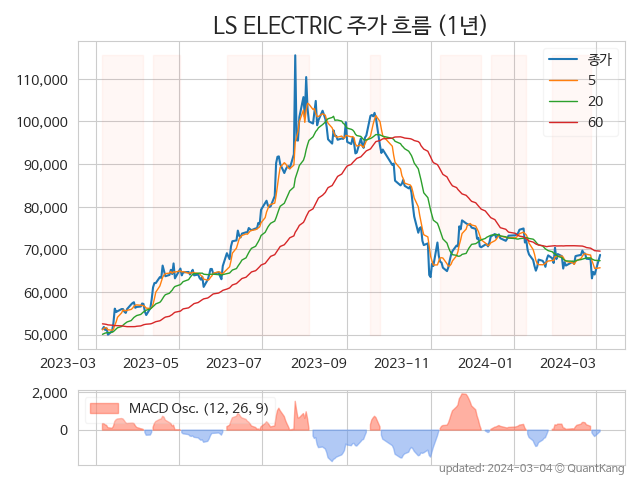 LS ELECTRIC 주가 흐름 (1년)
종가
5
20
60
110,000
100,000
90,000
80,000
70,000
60,000
50,000
2023-03 2023-05 2023-07 2023-09 2023-11 2024-01 2024-03
MACD Osc. (12, 26, 9)
2,000
0
updated: 2024-03-04 © QuantKang